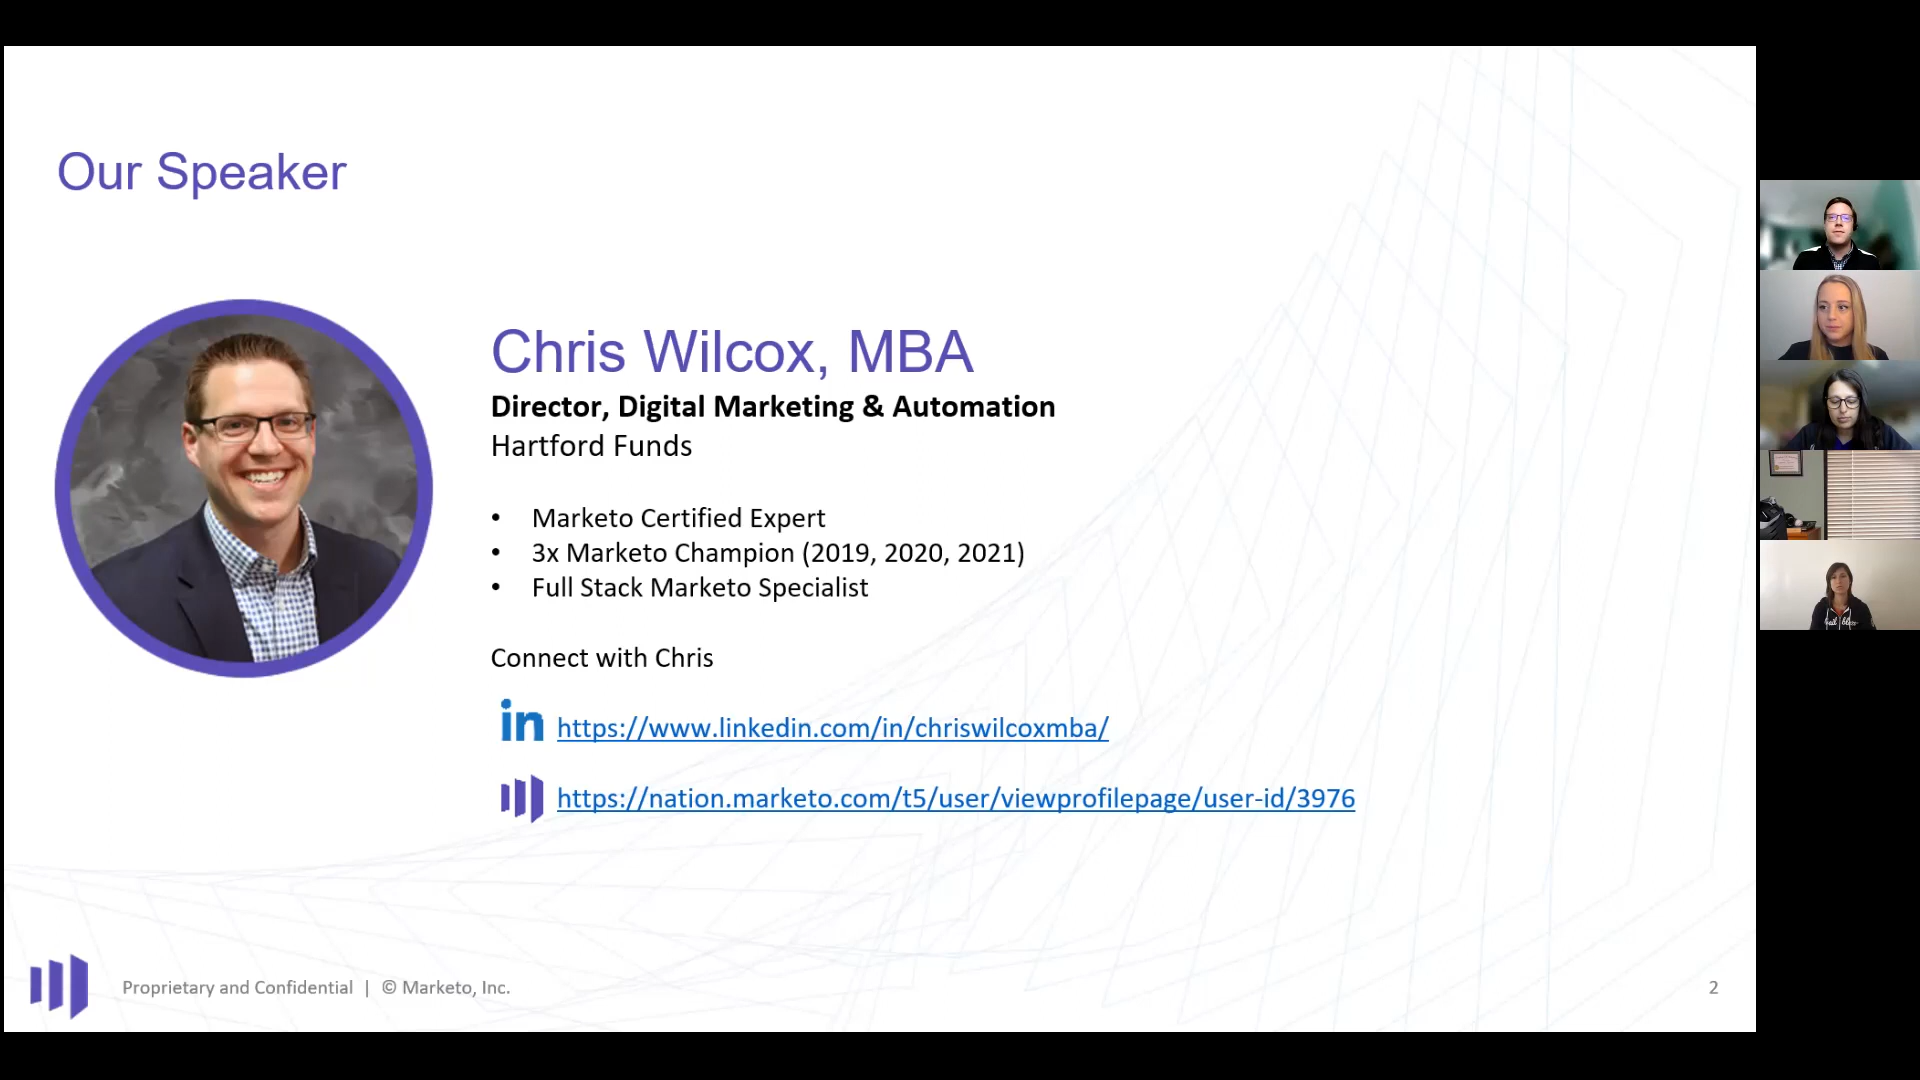 Our Speaker
Chris Wilcox, MBA
Director, Digital Marketing & Automation
Hartford Funds
• Marketo Certified Expert
• 3x Marketo Champion (2019, 2020, 2021)
• Full Stack Marketo Specialist
Connect with Chris
in https://www.linkedin.com/in/chriswilcoxmba/
https://nation.marketo.com/t5/user/viewprofilepage/user-id/3976
Proprietary and Confidential | © Marketo, Inc.
2